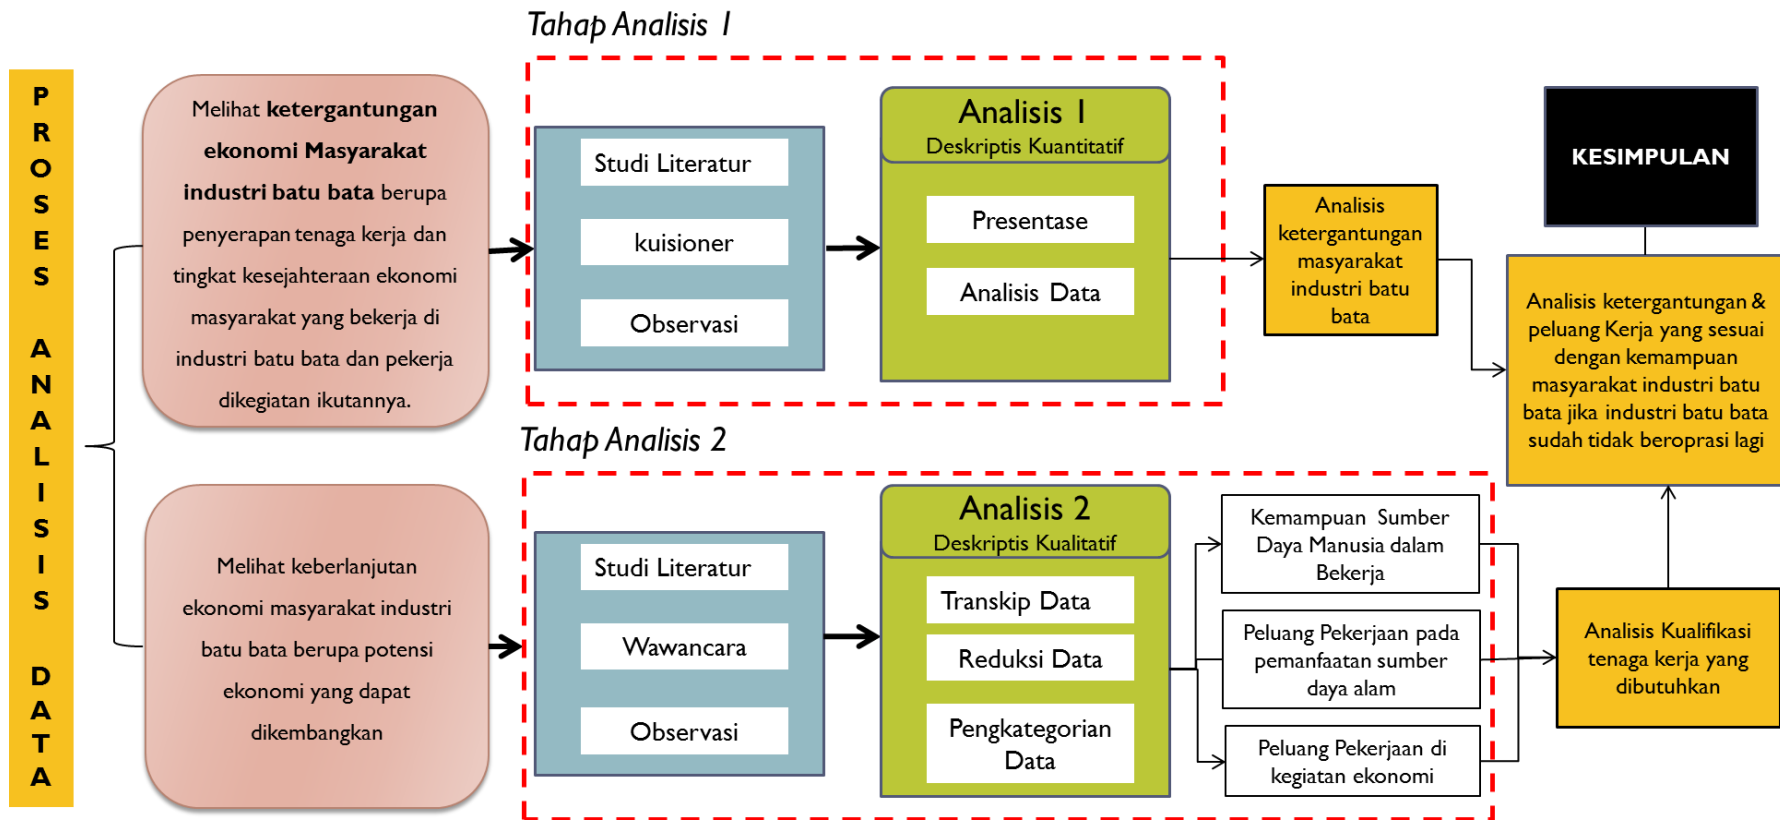 PROSES ANALISIS DATA
Tahap Analisis 1
Melihat ketergantungan
ekonomi Masyarakat
industri batu bata berupa
penyerapan tenaga kerja dan
tingkat kesejahteraan ekonomi
masyarakat yang bekerja di
industri batu bata dan pekerja
dikegiatan ikutannya.
Studi Literatur
kuisioner
Observasi
Analisis 1
Deskriptis Kuantitatif
Presentase
Analisis Data
Analisis
ketergantungan
masyarakat
industri batu
bata
KESIMPULAN
Analisis ketergantungan &
peluang Kerja yang sesuai
dengan kemampuan
masyarakat industri batu
bata jika industri batu bata
sudah tidak beroprasi lagi
Tahap Analisis 2
Melihat keberlanjutan
ekonomi masyarakat industri
batu bata berupa potensi
ekonomi yang dapat
dikembangkan
Studi Literatur
Wawancara
Observasi
Analisis 2
Deskriptis Kualitatif
Transkip Data
Reduksi Data
Pengkategorian
Data
Kemampuan Sumber
Daya Manusia dalam
Bekerja
Peluang Pekerjaan pada
pemanfaatan sumber
daya alam
Peluang Pekerjaan di
kegiatan ekonomi
Analisis Kualifikasi
tenaga kerja yang
dibutuhkan